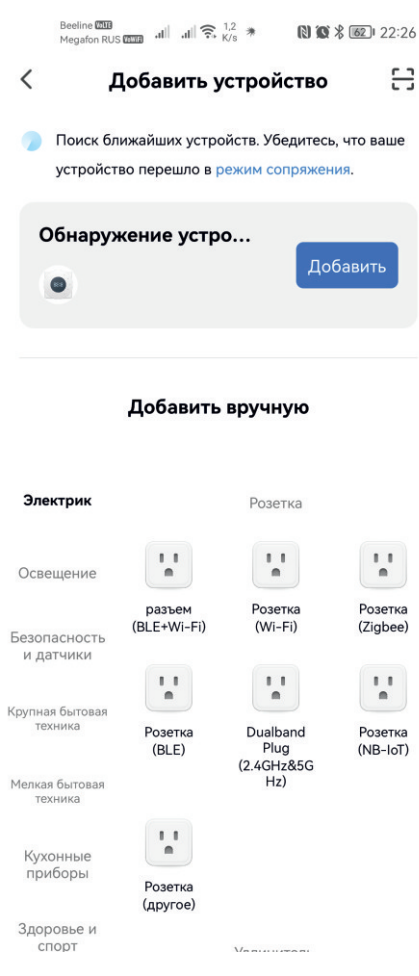 Beeline VoLTE
Megafon RUS VoWiFi 1,2 K/s 62 22:26
Добавить устройство
Поиск ближайших устройств. Убедитесь, что ваше
устройство перешло в режим сопряжения.
Обнаружение устро...
Добавить
Добавить вручную
Электрик
Розетка
Освещение
разъем
(BLE+Wi-Fi)
Розетка
(Wi-Fi)
Розетка
(Zigbee)
Безопасность
и датчики
Крупная бытовая
техника
Розетка
(BLE)
Dualband
Plug
(2.4GHz&5G
Hz)
Розетка
(NB-IoT)
Мелкая бытовая
техника
Кухонные
приборы
Розетка
(другое)
Здоровье и
спорт
Удлинитель